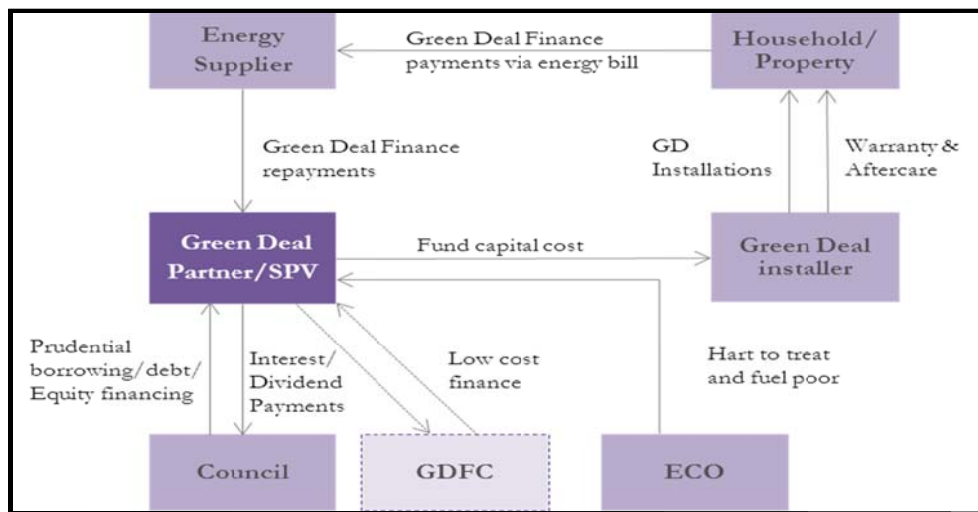 Energy
Supplier
Green Deal Finance
payments via energy bill
Household/
Property
Green Deal Finance
repayments
GD
Installations
Warranty &
Aftercare
Green Deal
Partner/SPV
Fund capital cost
Green Deal
installer
Prudential
borrowing/debt/
Equity financing
Interest/
Dividend
Payments
Low cost
finance
Hart to treat
and fuel poor
Council
GDFC
ECO